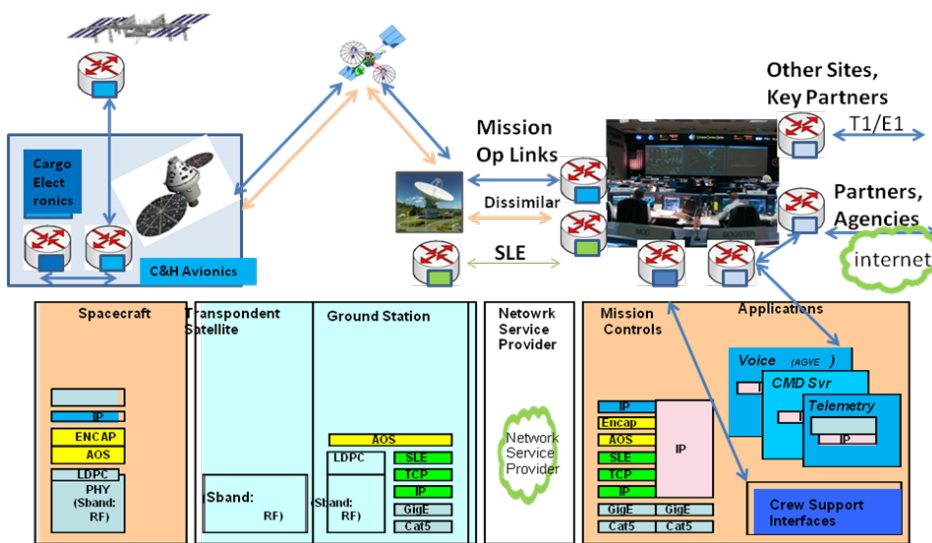 Other Sites,
Key Partners
T1/E1
Mission
Op Links
Cargo
Elect
ronics
Dissimilar
Partners,
Agencies
SLE
internet
C&H Avionics
MOD
BOOSTER
Spacecraft
Transpondent
Satellite
Ground Station
Netowrk
Service
Provider
Mission
Controls
Applications
Voice (AGVE )
CMD Svr
Telemetry
IP
IP
ENCAP
AOS
LDPC
PHY
(Sband:
RF)
(Sband:
RF)
AOS
LDPC
(Sband:
RF)
SLE
TCP
IP
GigE
Cat5
Network
Service
Provider
IP
Encap
AOS
SLE
TCP
IP
IP
GigE
GigE
Cat5
Cat5
Crew Support
Interfaces